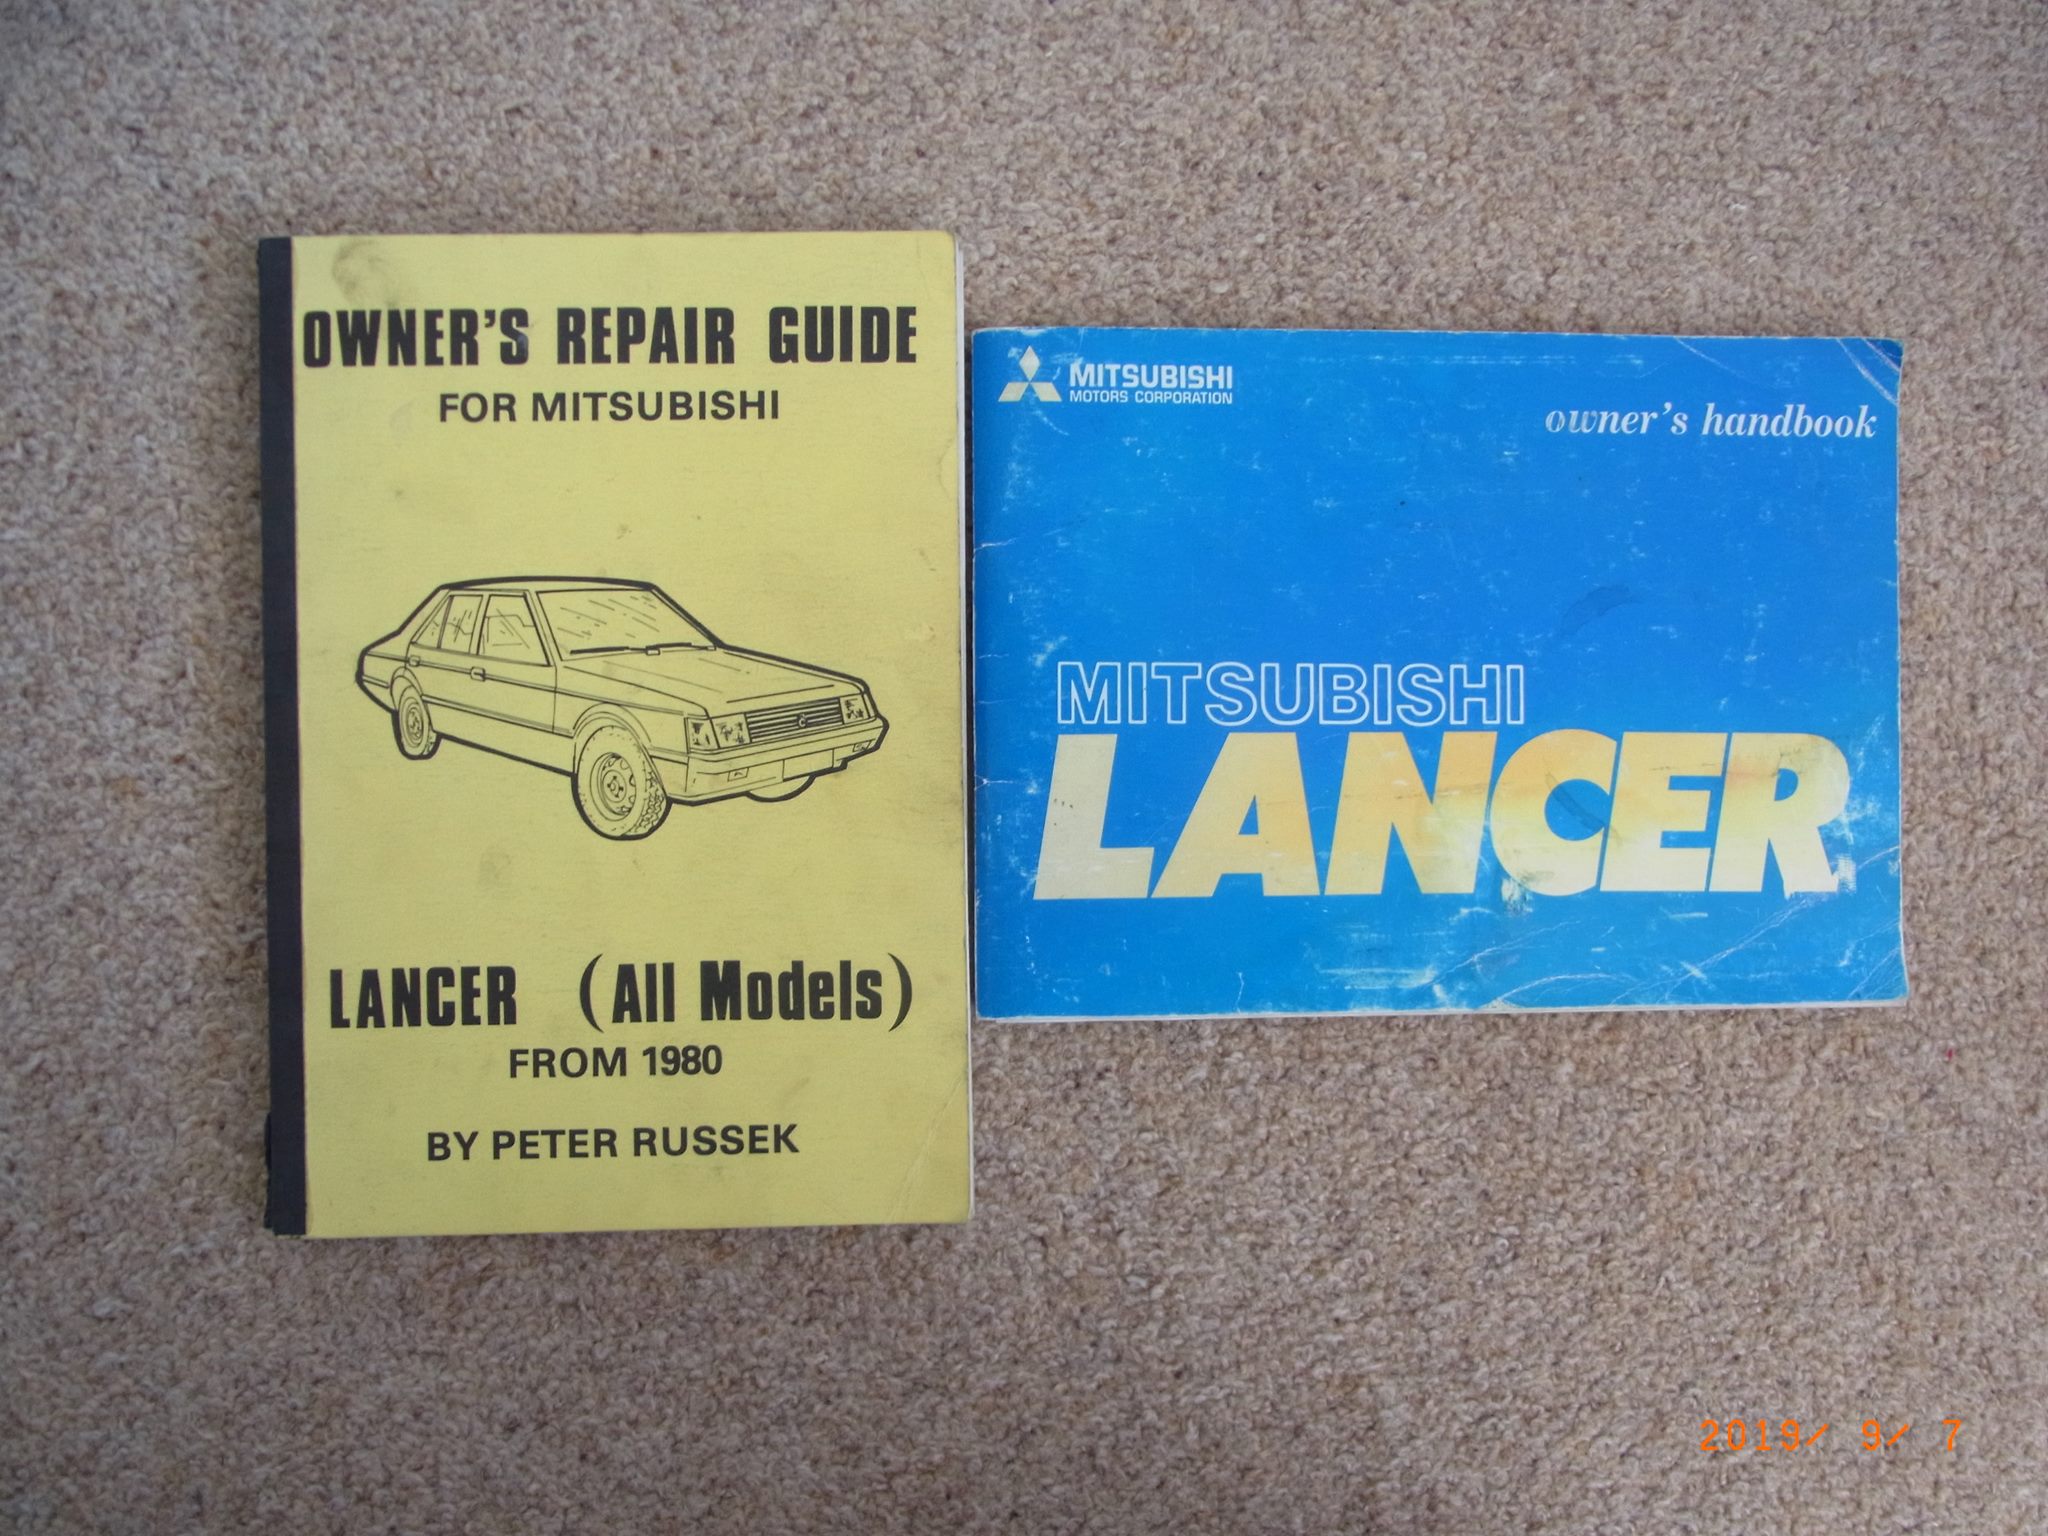 OWNER'S REPAIR GUIDE
FOR MITSUBISHI
LANCER (All Models)
FROM 1980
BY PETER RUSSEK
MITSUBISHI
MOTORS CORPORATION
owner's handbook
MITSUBISHI
LANCER
2019/ 9/ 7